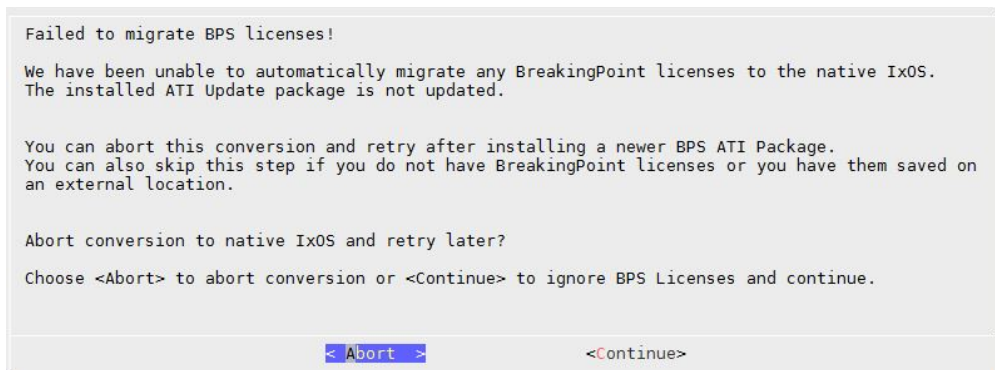 Failed to migrate BPS licenses!
We have been unable to automatically migrate any BreakingPoint licenses to the native IxOS.
The installed ATI Update package is not updated.
You can abort this conversion and retry after installing a newer BPS ATI Package.
You can also skip this step if you do not have BreakingPoint licenses or you have them saved on
an external location.
Abort conversion to native IxOS and retry later?
Choose <Abort> to abort conversion or <Continue> to ignore BPS Licenses and continue.
< Abort > <Continue>